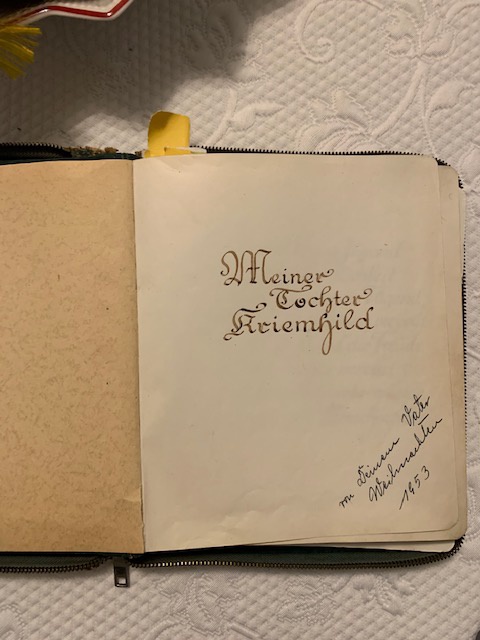 Meiner
Tochter
Kriemhild
von Deinem Vater
Weihnachten
1953